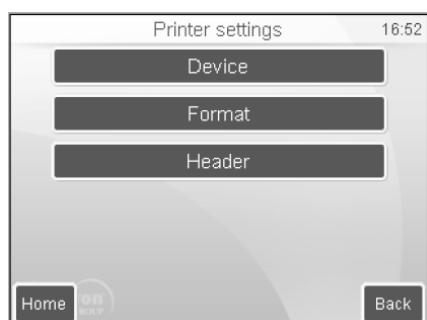 Printer settings 16:52
Device
Format
Header
Home Back